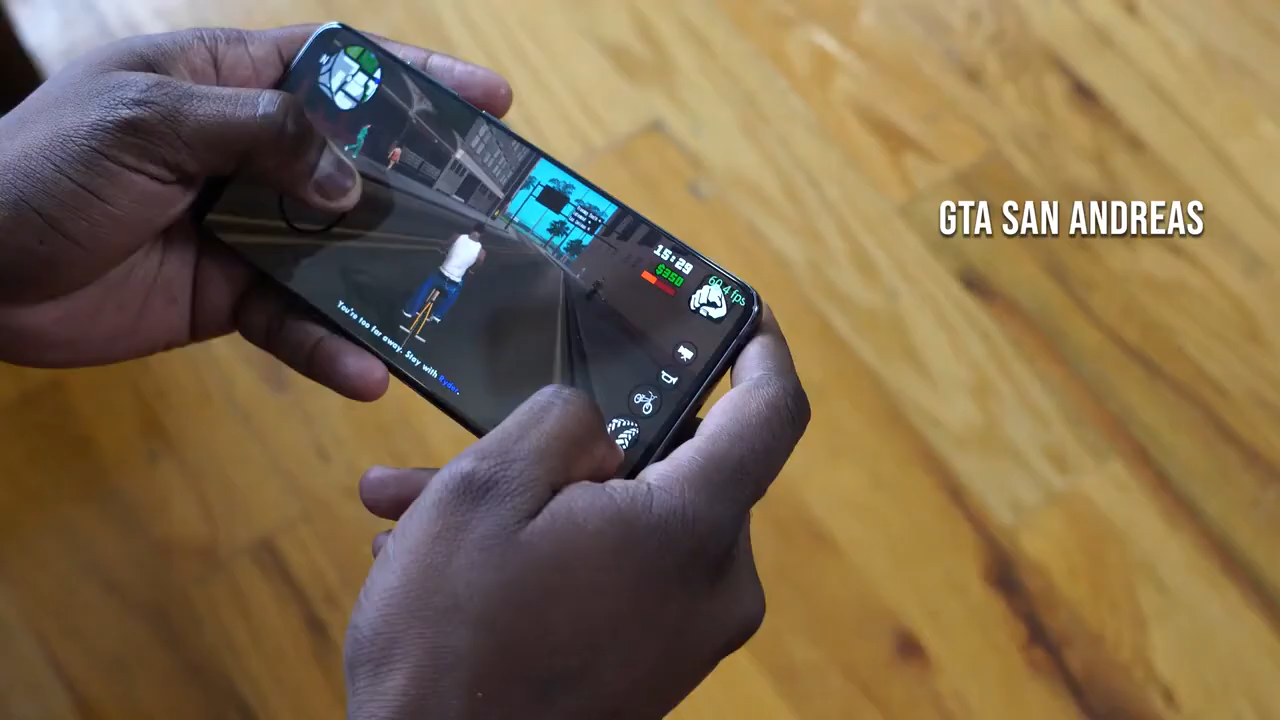 GTA SAN ANDREAS
15:29
$350
60.4 fps
You're too far away. Stay with Ryder.